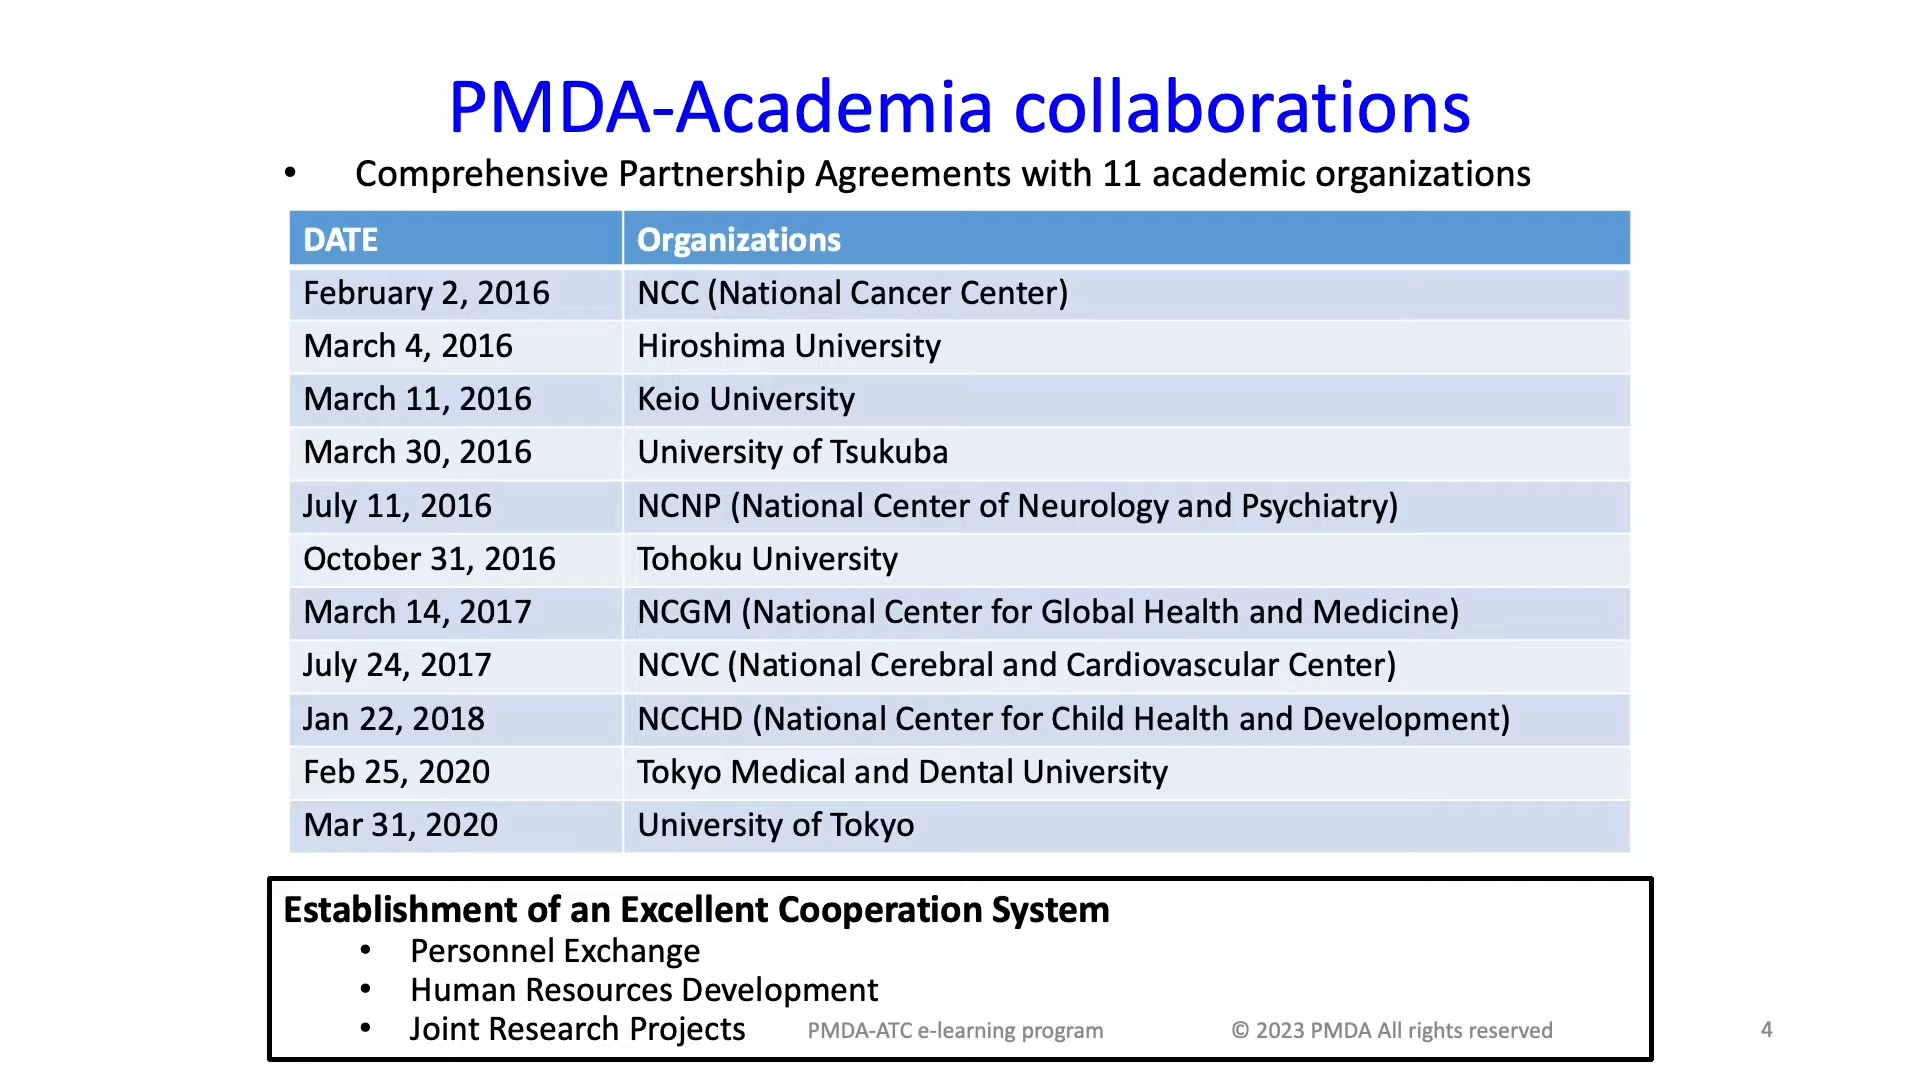 PMDA-Academia collaborations
• Comprehensive Partnership Agreements with 11 academic organizations
DATE Organizations
February 2, 2016 NCC (National Cancer Center)
March 4, 2016 Hiroshima University
March 11, 2016 Keio University
March 30, 2016 University of Tsukuba
July 11, 2016 NCNP (National Center of Neurology and Psychiatry)
October 31, 2016 Tohoku University
March 14, 2017 NCGM (National Center for Global Health and Medicine)
July 24, 2017 NCVC (National Cerebral and Cardiovascular Center)
Jan 22, 2018 NCCHD (National Center for Child Health and Development)
Feb 25, 2020 Tokyo Medical and Dental University
Mar 31, 2020 University of Tokyo
Establishment of an Excellent Cooperation System
• Personnel Exchange
• Human Resources Development
• Joint Research Projects
PMDA-ATC e-learning program © 2023 PMDA All rights reserved 4